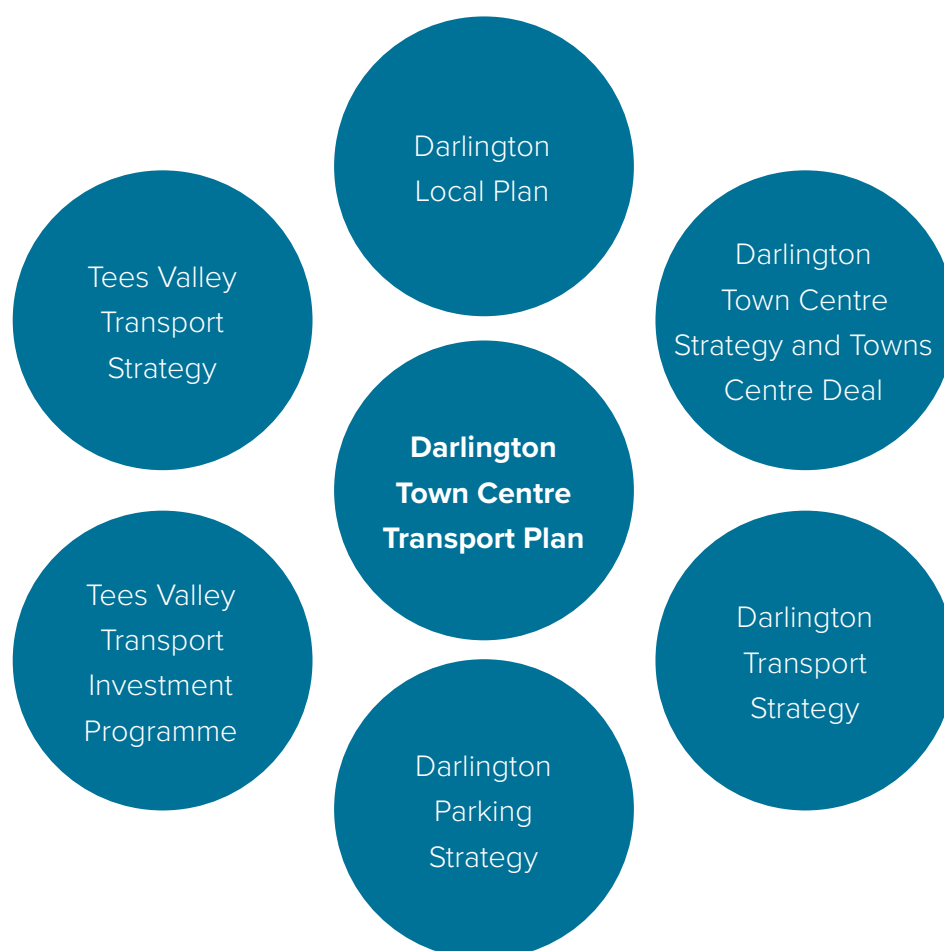 Darlington
Local Plan
Tees Valley
Transport
Strategy
Darlington
Town Centre
Strategy and Towns
Centre Deal
Darlington
Town Centre
Transport Plan
Tees Valley
Transport
Investment
Programme
Darlington
Transport
Strategy
Darlington
Parking
Strategy